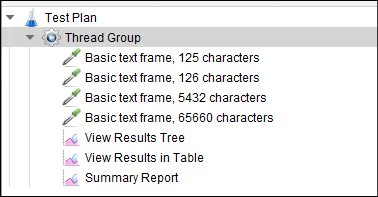 Test Plan
Thread Group
Basic text frame, 125 characters
Basic text frame, 126 characters
Basic text frame, 5432 characters
Basic text frame, 65660 characters
View Results Tree
View Results in Table
Summary Report